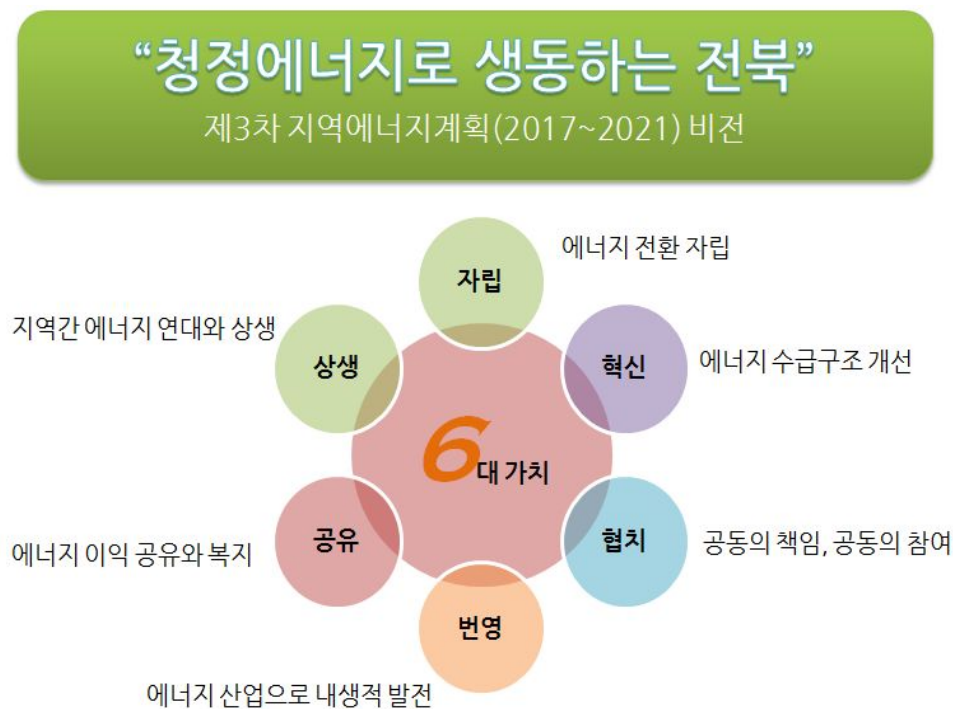 “청정에너지로 생동하는 전북”
제3차 지역에너지계획(2017~2021) 비전
자립
에너지 전환 자립
지역간 에너지 연대와 상생
상생
혁신
에너지 수급구조 개선
6대 가치
에너지 이익 공유와 복지
공유
협치
공동의 책임, 공동의 참여
번영
에너지 산업으로 내생적 발전